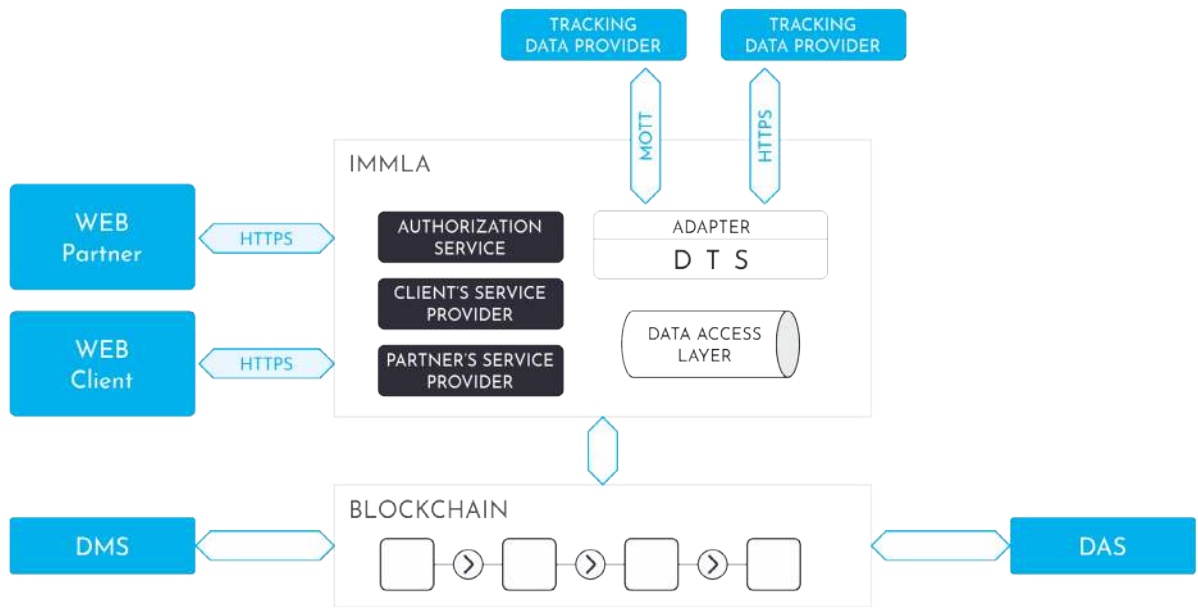 TRACKING
DATA PROVIDER
TRACKING
DATA PROVIDER
MOTT
HTTPS
IMMLA
WEB
Partner
HTTPS
AUTHORIZATION
SERVICE
ADAPTER
D T S
CLIENT'S SERVICE
PROVIDER
WEB
Client
HTTPS
DATA ACCESS
LAYER
PARTNER'S SERVICE
PROVIDER
BLOCKCHAIN
DMS
DAS